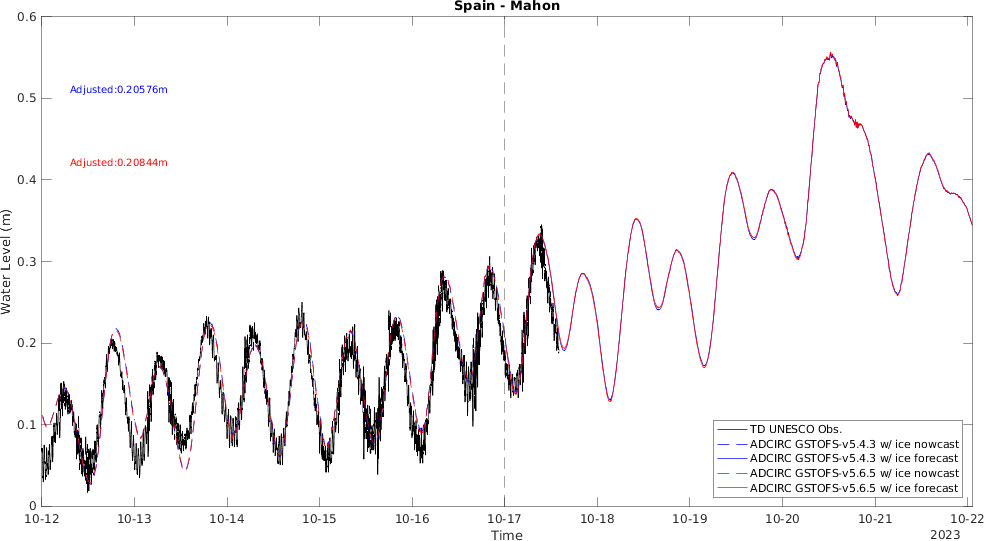 Spain - Mahon
0.6
0.5
0.4
0.3
0.2
0.1
0
Water Level (m)
Adjusted:0.20576m
Adjusted:0.20844m
TD UNESCO Obs.
ADCIRC GSTOFS-v5.4.3 w/ ice nowcast
ADCIRC GSTOFS-v5.4.3 w/ ice forecast
ADCIRC GSTOFS-v5.6.5 w/ ice nowcast
ADCIRC GSTOFS-v5.6.5 w/ ice forecast
10-12 10-13 10-14 10-15 10-16 10-17 10-18 10-19 10-20 10-21 10-22
Time
2023